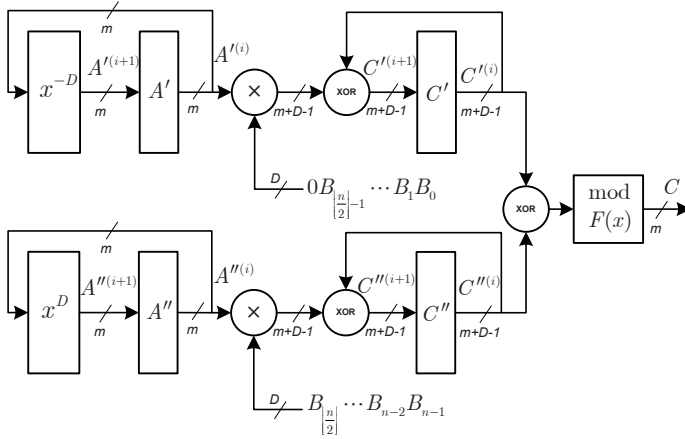 m
x^{-D}
A'^{(i+1)}
m
A'
m
A'^{(i)}
×
m+D-1
XOR
C'^{(i+1)}
m+D-1
C'
C'^{(i)}
m+D-1
D
0B_{⌊n/2⌋-1} ⋯ B_1B_0
XOR
mod
F(x)
C
m
m
x^D
A''^{(i+1)}
m
A''
m
A''^{(i)}
×
m+D-1
XOR
C''^{(i+1)}
m+D-1
C''
C''^{(i)}
m+D-1
D
B_{⌊n/2⌋} ⋯ B_{n-2}B_{n-1}